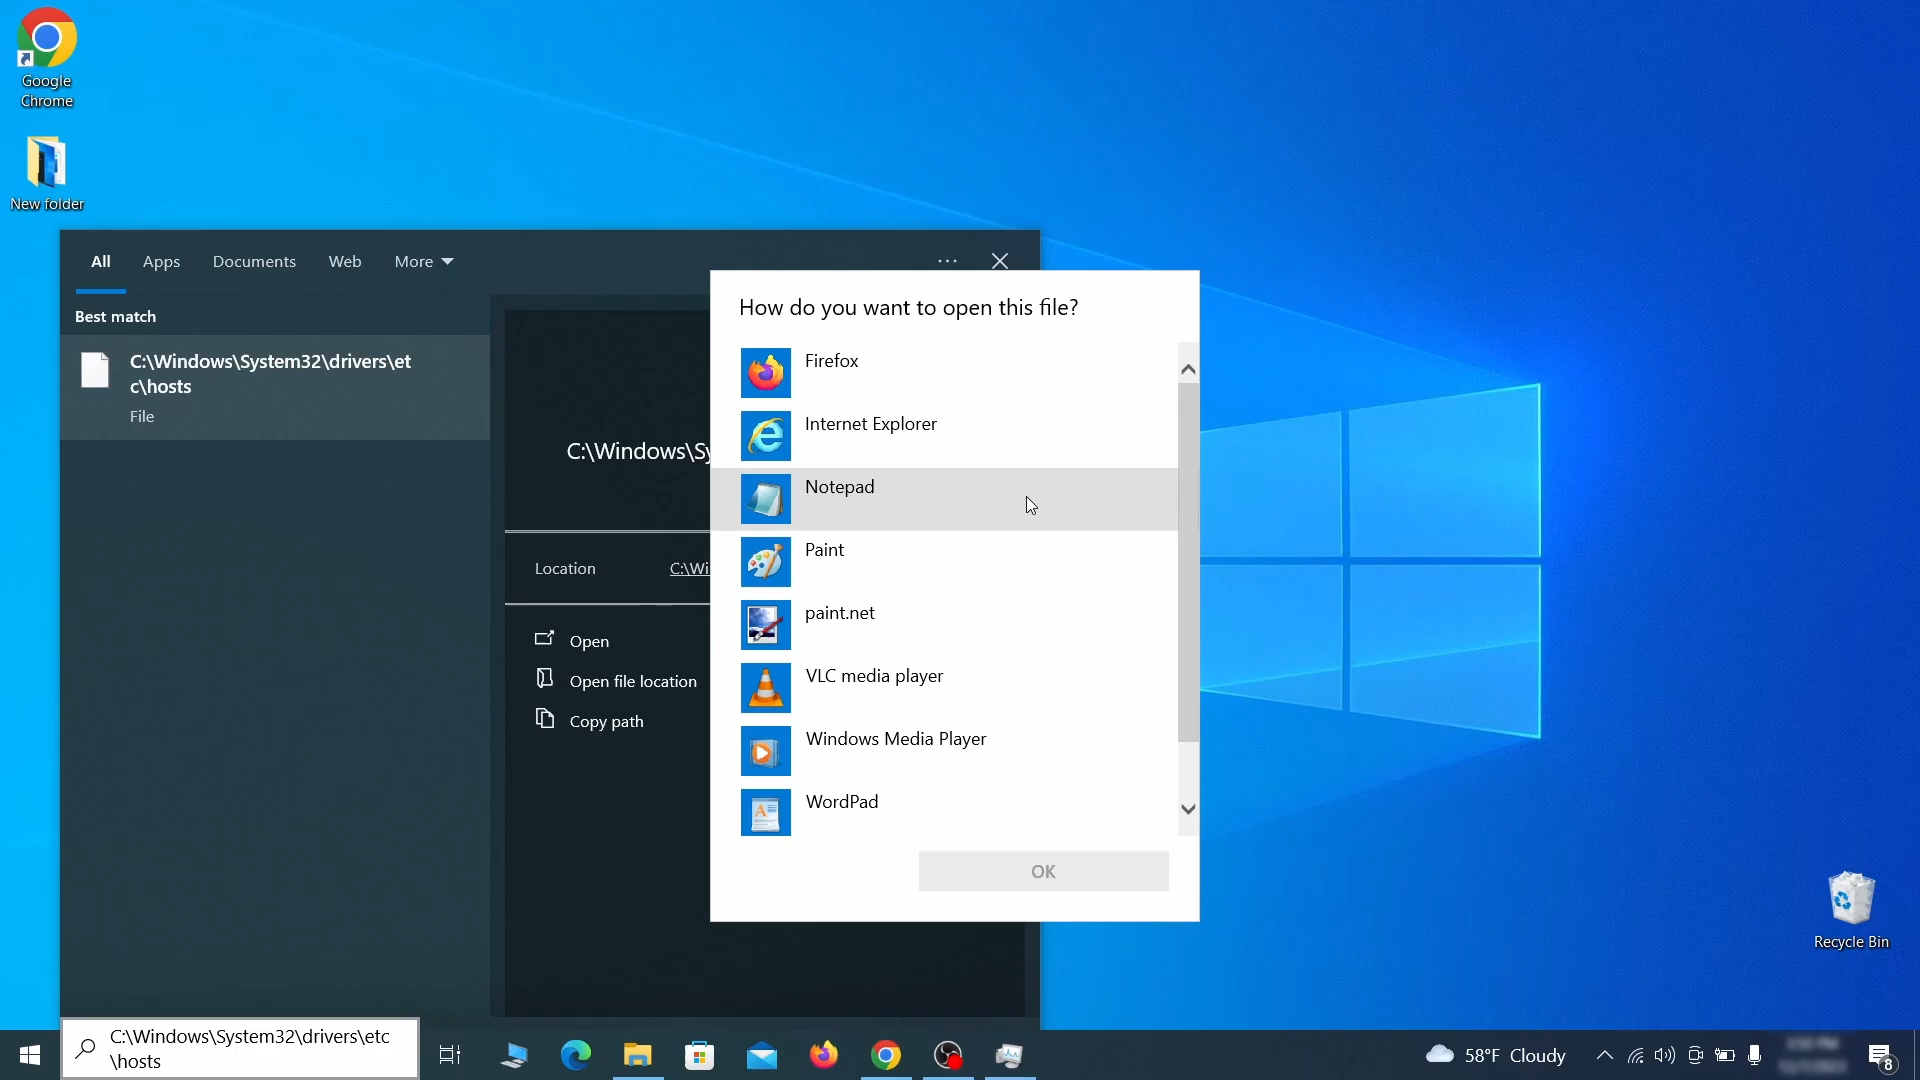 Google
Chrome
New folder
All
Apps
Documents
Web
More
Best match
C:\Windows\System32\drivers\et
c\hosts
File
C:\Windows\Sy
Location
C:\Wi
Open
Open file location
Copy path
How do you want to open this file?
Firefox
Internet Explorer
Notepad
Paint
paint.net
VLC media player
Windows Media Player
WordPad
OK
Recycle Bin
C:\Windows\System32\drivers\etc
\hosts
58°F Cloudy
8